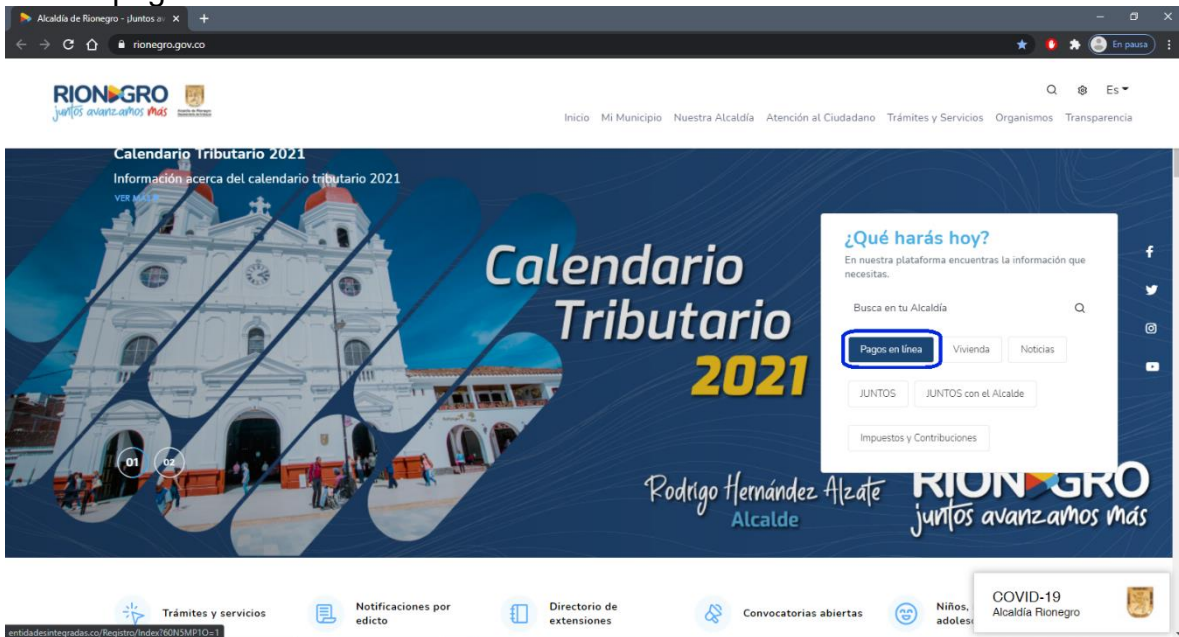 Alcaldía de Rionegro - ¡Juntos av
rionegro.gov.co
En pausa
RIONEGRO
juntos avanzamos más
Es
Inicio Mi Municipio Nuestra Alcaldía Atención al Ciudadano Trámites y Servicios Organismos Transparencia
Calendario Tributario 2021
Información acerca del calendario tributario 2021
VER
Calendario
Tributario
2021
¿Qué harás hoy?
En nuestra plataforma encuentras la información que
necesitas.
Busca en tu Alcaldía
Pagos en línea Vivienda Noticias
JUNTOS JUNTOS con el Alcalde
Impuestos y Contribuciones
01 02
Rodrigo Hernández Alzate
Alcalde
RIONEGRO
juntos avanzamos más
Trámites y servicios
Notificaciones por
edicto
Directorio de
extensiones
Convocatorias abiertas
Niños,
COVID-19
Alcaldía Rionegro
entidadesintegradas.co/Registro/Index?60N5MP1O=1